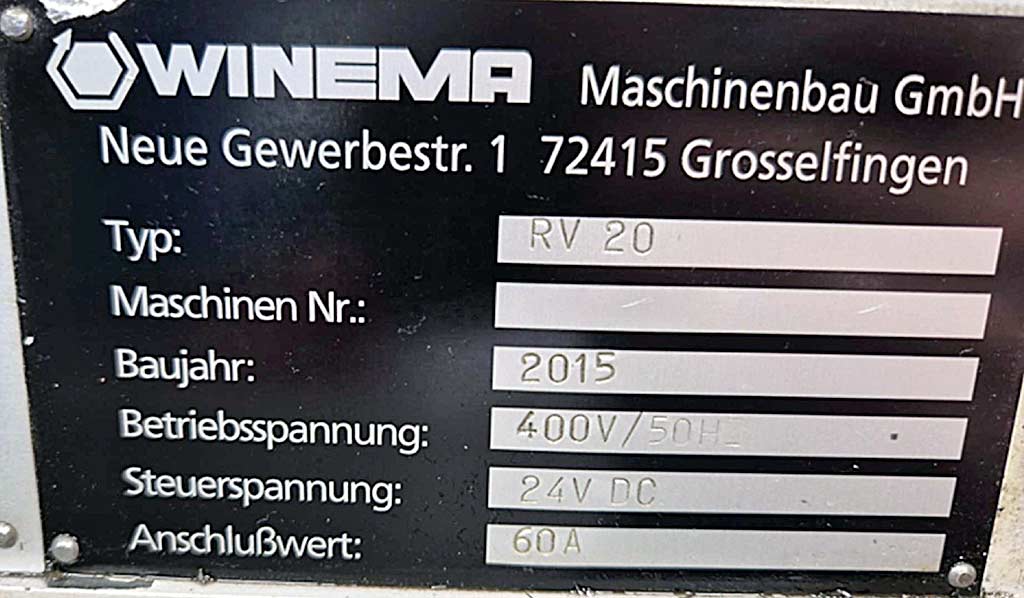 WINEMA Maschinenbau GmbH
Neue Gewerbestr. 1 72415 Grosselfingen
Typ: RV 20
Maschinen Nr.:
Baujahr: 2015
Betriebsspannung: 400V/50HZ
Steuerspannung: 24V DC
Anschlußwert: 60A